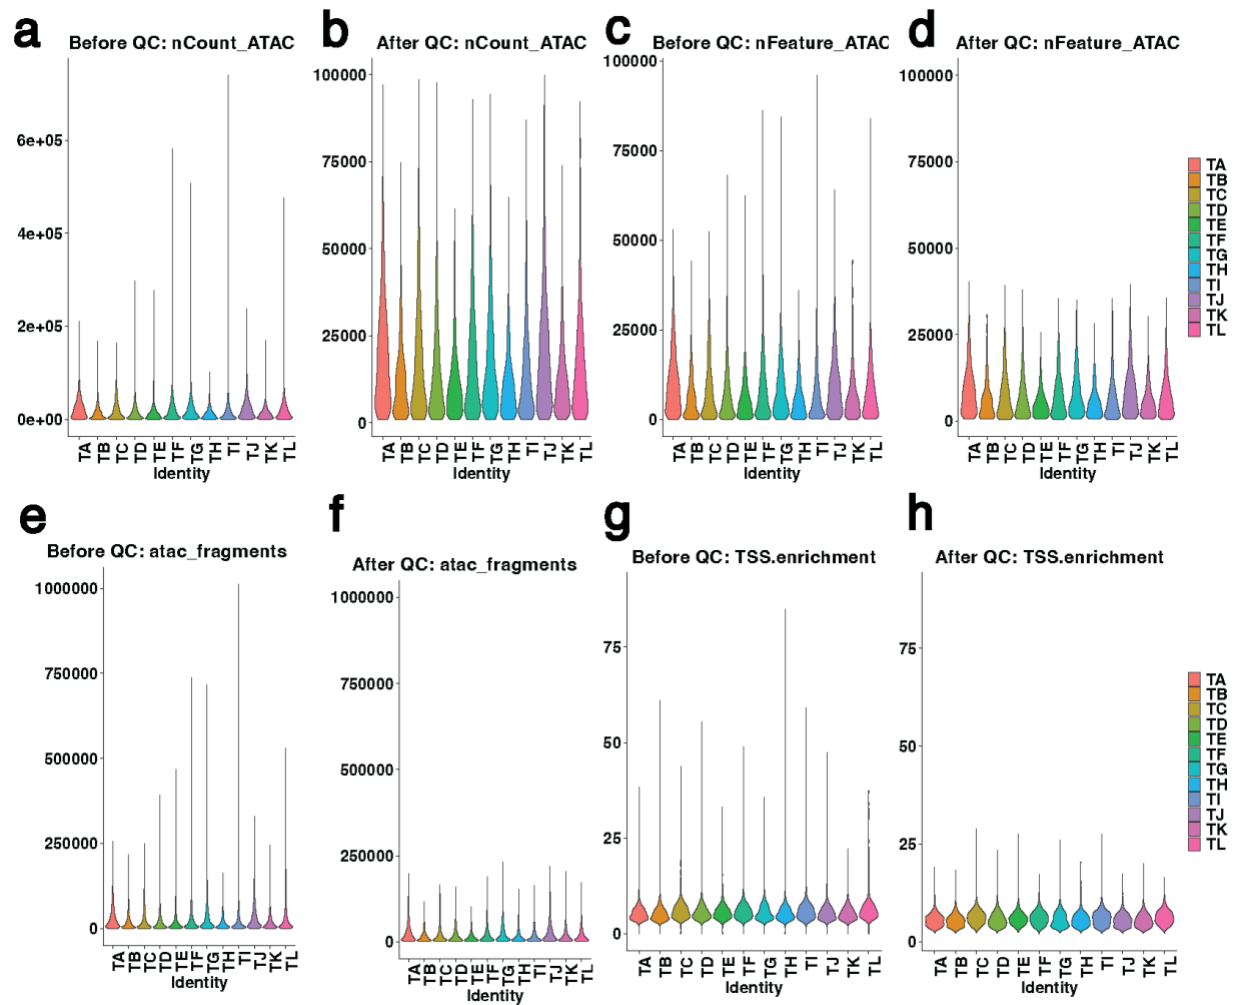 a Before QC: nCount_ATAC
6e+05
4e+05
2e+05
0e+00
TA TB TC TD TE TF TG TH TI TJ TK TL
Identity
b After QC: nCount_ATAC
100000
75000
50000
25000
0
TA TB TC TD TE TF TG TH TI TJ TK TL
Identity
c Before QC: nFeature_ATAC
100000
75000
50000
25000
0
TA TB TC TD TE TF TG TH TI TJ TK TL
Identity
d After QC: nFeature_ATAC
100000
75000
50000
25000
0
TA TB TC TD TE TF TG TH TI TJ TK TL
Identity
TA
TB
TC
TD
TE
TF
TG
TH
TI
TJ
TK
TL
e Before QC: atac_fragments
1000000
750000
500000
250000
0
TA TB TC TD TE TF TG TH TI TJ TK TL
Identity
f After QC: atac_fragments
1000000
750000
500000
250000
0
TA TB TC TD TE TF TG TH TI TJ TK TL
Identity
g Before QC: TSS.enrichment
75
50
25
0
TA TB TC TD TE TF TG TH TI TJ TK TL
Identity
h After QC: TSS.enrichment
75
50
25
0
TA TB TC TD TE TF TG TH TI TJ TK TL
Identity
TA
TB
TC
TD
TE
TF
TG
TH
TI
TJ
TK
TL